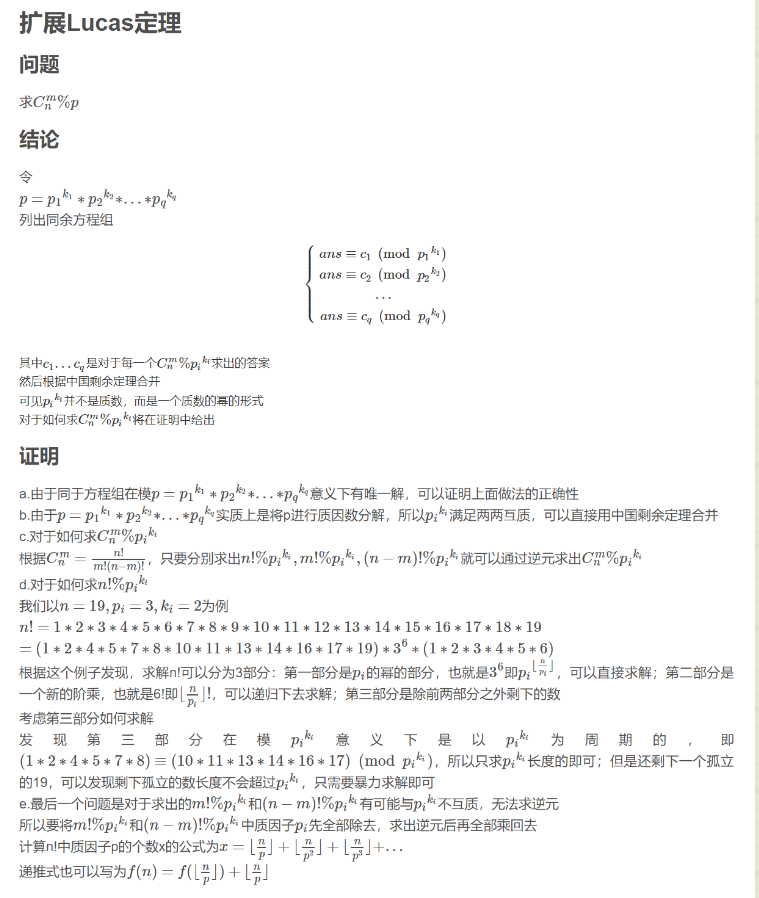 扩展Lucas定理
问题
求$C_n^m\%p$
结论
令
$p = {p_1}^{k_1} * {p_2}^{k_2} * \ldots * {p_q}^{k_q}$
列出同余方程组
$ans \equiv c_1 \pmod {{p_1}^{k_1}}$
$ans \equiv c_2 \pmod {{p_2}^{k_2}}$
$\ldots$
$ans \equiv c_q \pmod {{p_q}^{k_q}}$
其中$c_1 \ldots c_q$是对于每一个$C_n^m\%{p_i}^{k_i}$求出的答案
然后根据中国剩余定理合并
可见${p_i}^{k_i}$并不是质数，而是一个质数的幂的形式
对于如何求$C_n^m\%{p_i}^{k_i}$将在证明中给出
证明
a.由于同于方程组在模$p = {p_1}^{k_1} * {p_2}^{k_2} * \ldots * {p_q}^{k_q}$意义下有唯一解，可以证明上面做法的正确性
b.由于$p = {p_1}^{k_1} * {p_2}^{k_2} * \ldots * {p_q}^{k_q}$实质上是将p进行质因数分解，所以${p_i}^{k_i}$满足两两互质，可以直接用中国剩余定理合并
c.对于如何求$C_n^m\%{p_i}^{k_i}$
根据$C_n^m = \frac{n!}{m!(n-m)!}$，只要分别求出$n!\%{p_i}^{k_i}, m!\%{p_i}^{k_i}, (n-m)!\%{p_i}^{k_i}$就可以通过逆元求出$C_n^m\%{p_i}^{k_i}$
d.对于如何求$n!\%{p_i}^{k_i}$
我们以$n = 19, p_i = 3, k_i = 2$为例
$n! = 1 * 2 * 3 * 4 * 5 * 6 * 7 * 8 * 9 * 10 * 11 * 12 * 13 * 14 * 15 * 16 * 17 * 18 * 19$
$= (1 * 2 * 4 * 5 * 7 * 8 * 10 * 11 * 13 * 14 * 16 * 17 * 19) * 3^6 * (1 * 2 * 3 * 4 * 5 * 6)$
根据这个例子发现，求解n!可以分为3部分：第一部分是$p_i$的幂的部分，也就是$3^6$即${p_i}^{\lfloor \frac{n}{p_i} \rfloor}$，可以直接求解；第二部分是
一个新的阶乘，也就是6!即$\lfloor \frac{n}{p_i} \rfloor!$，可以递归下去求解；第三部分是除前两部分之外剩下的数
考虑第三部分如何求解
发现第三部分在模${p_i}^{k_i}$意义下是以${p_i}^{k_i}$为周期的，即
$(1 * 2 * 4 * 5 * 7 * 8) \equiv (10 * 11 * 13 * 14 * 16 * 17) \pmod {{p_i}^{k_i}}$，所以只求${p_i}^{k_i}$长度的即可；但是还剩下一个孤立
的19，可以发现剩下孤立的数长度不会超过${p_i}^{k_i}$，只需要暴力求解即可
e.最后一个问题是对于求出的$m!\%{p_i}^{k_i}$和$(n-m)!\%{p_i}^{k_i}$有可能与${p_i}^{k_i}$不互质，无法求逆元
所以要将$m!\%{p_i}^{k_i}$和$(n-m)!\%{p_i}^{k_i}$中质因子$p_i$先全部除去，求出逆元后再全部乘回去
计算n!中质因子p的个数x的公式为$x = \lfloor \frac{n}{p} \rfloor + \lfloor \frac{n}{p^3} \rfloor + \lfloor \frac{n}{p^3} \rfloor + \ldots$
递推式也可以写为$f(n) = f(\lfloor \frac{n}{p} \rfloor) + \lfloor \frac{n}{p} \rfloor$